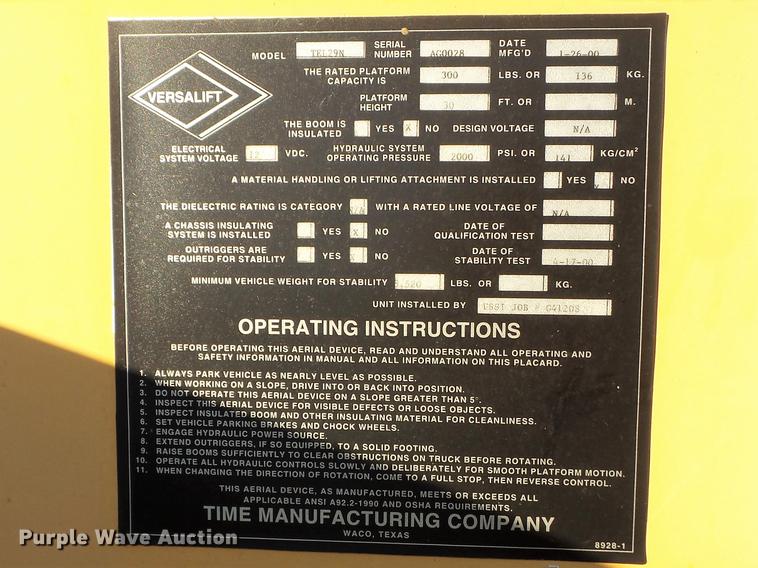 MODEL TEL29N SERIAL NUMBER AG0028 DATE MFG'D 1-26-00
VERSALIFT
THE RATED PLATFORM CAPACITY IS 300 LBS. OR 136 KG.
PLATFORM HEIGHT 30 FT. OR M.
THE BOOM IS INSULATED YES X NO DESIGN VOLTAGE N/A
ELECTRICAL SYSTEM VOLTAGE 12 VDC. HYDRAULIC SYSTEM OPERATING PRESSURE 2000 PSI. OR 141 KG/CM²
A MATERIAL HANDLING OR LIFTING ATTACHMENT IS INSTALLED YES X NO
THE DIELECTRIC RATING IS CATEGORY N/A WITH A RATED LINE VOLTAGE OF N/A
A CHASSIS INSULATING SYSTEM IS INSTALLED YES X NO DATE OF QUALIFICATION TEST
OUTRIGGERS ARE REQUIRED FOR STABILITY YES X NO DATE OF STABILITY TEST 4-17-00
MINIMUM VEHICLE WEIGHT FOR STABILITY ,520 LBS. OR KG.
UNIT INSTALLED BY JOB # 041208
OPERATING INSTRUCTIONS
BEFORE OPERATING THIS AERIAL DEVICE, READ AND UNDERSTAND ALL OPERATING AND
SAFETY INFORMATION IN MANUAL AND ALL INFORMATION ON THIS PLACARD.
1. ALWAYS PARK VEHICLE AS NEARLY LEVEL AS POSSIBLE.
2. WHEN WORKING ON A SLOPE, DRIVE INTO OR BACK INTO POSITION.
3. DO NOT OPERATE THIS AERIAL DEVICE ON A SLOPE GREATER THAN 5°.
4. INSPECT THIS AERIAL DEVICE FOR VISIBLE DEFECTS OR LOOSE OBJECTS.
5. INSPECT INSULATED BOOM AND OTHER INSULATING MATERIAL FOR CLEANLINESS.
6. SET VEHICLE PARKING BRAKES AND CHOCK WHEELS.
7. ENGAGE HYDRAULIC POWER SOURCE.
8. EXTEND OUTRIGGERS, IF SO EQUIPPED, TO A SOLID FOOTING.
9. RAISE BOOMS SUFFICIENTLY TO CLEAR OBSTRUCTIONS ON TRUCK BEFORE ROTATING.
10. OPERATE ALL HYDRAULIC CONTROLS SLOWLY AND DELIBERATELY FOR SMOOTH PLATFORM MOTION.
11. WHEN CHANGING THE DIRECTION OF ROTATION, COME TO A FULL STOP, THEN REVERSE CONTROL.
THIS AERIAL DEVICE, AS MANUFACTURED, MEETS OR EXCEEDS ALL
APPLICABLE ANSI A92.2-1990 AND OSHA REQUIREMENTS.
TIME MANUFACTURING COMPANY
WACO, TEXAS
8928-1
Purple Wave Auction